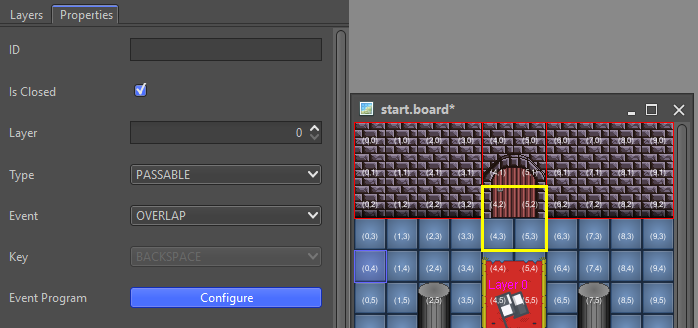 Layers Properties
ID
Is Closed
Layer 0
Type PASSABLE
Event OVERLAP
Key BACKSPACE
Event Program Configure
start.board*
(0,0) (1,0) (2,0) (3,0) (4,0) (5,0) (6,0) (7,0) (8,0) (9,0)
(0,1) (1,1) (2,1) (3,1) (4,1) (5,1) (6,1) (7,1) (8,1) (9,1)
(0,2) (1,2) (2,2) (3,2) (4,2) (5,2) (6,2) (7,2) (8,2) (9,2)
(0,3) (1,3) (2,3) (3,3) (4,3) (5,3) (6,3) (7,3) (8,3) (9,3)
(0,4) (1,4) (2,4) (3,4) (4,4) (5,4) (6,4) (7,4) (8,4) (9,4)
Layer 0
(0,5) (1,5) (2,5) (3,5) (4,5) (5,5) (6,5) (7,5) (8,5) (9,5)